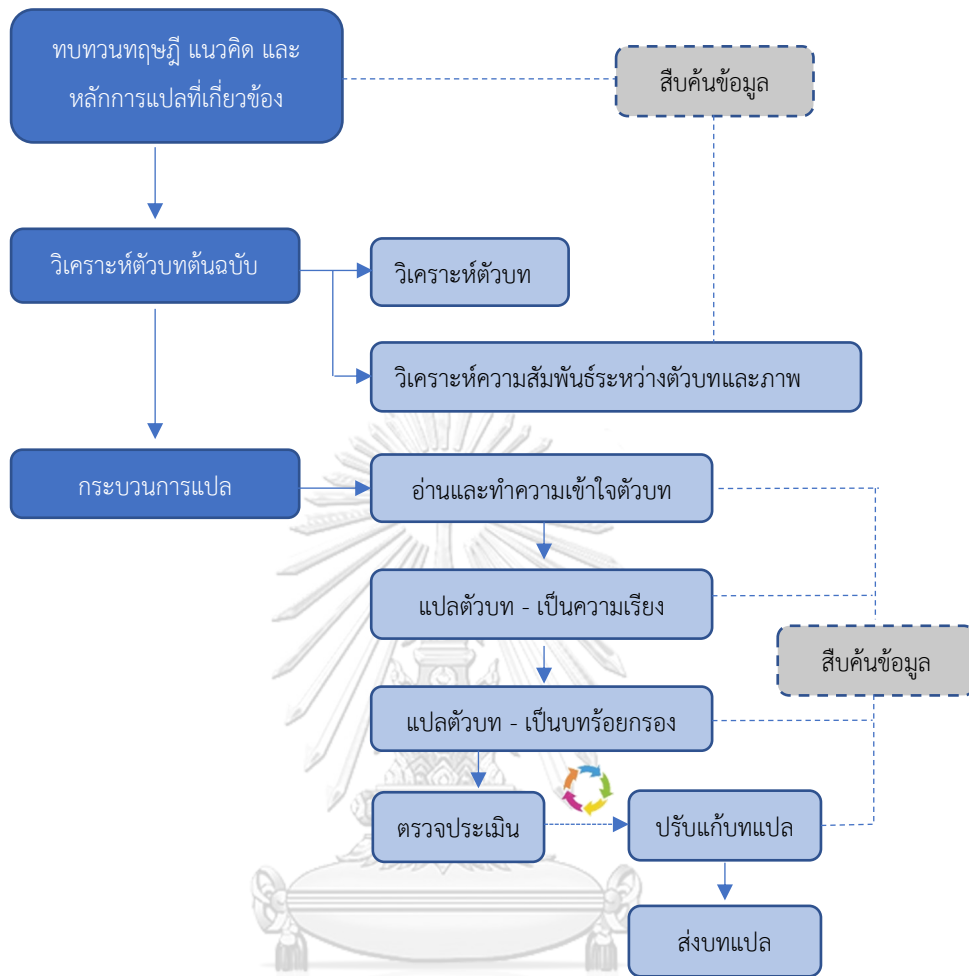 ทบทวนทฤษฎี แนวคิด และ
หลักการแปลที่เกี่ยวข้อง
สืบค้นข้อมูล
วิเคราะห์ตัวบทต้นฉบับ
วิเคราะห์ตัวบท
วิเคราะห์ความสัมพันธ์ระหว่างตัวบทและภาพ
กระบวนการแปล
อ่านและทำความเข้าใจตัวบท
แปลตัวบท - เป็นความเรียง
สืบค้นข้อมูล
แปลตัวบท - เป็นบทร้อยกรอง
ตรวจประเมิน
ปรับแก้บทแปล
ส่งบทแปล